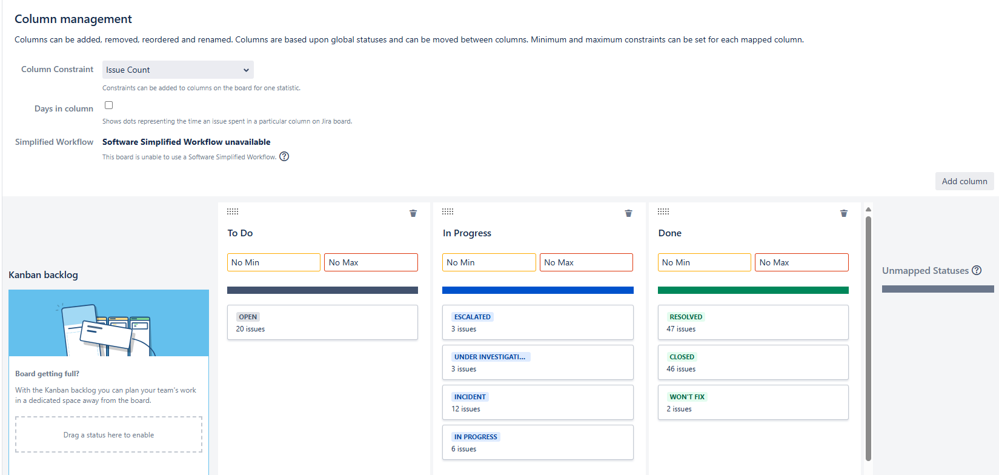 Column management
Columns can be added, removed, reordered and renamed. Columns are based upon global statuses and can be moved between columns. Minimum and maximum constraints can be set for each mapped column.
Column Constraint
Issue Count
Constraints can be added to columns on the board for one statistic.
Days in column
Shows dots representing the time an issue spent in a particular column on Jira board.
Simplified Workflow
Software Simplified Workflow unavailable
This board is unable to use a Software Simplified Workflow.
Add column
Kanban backlog
Board getting full?
With the Kanban backlog you can plan your team's work
in a dedicated space away from the board.
Drag a status here to enable
To Do
No Min
No Max
OPEN
20 issues
In Progress
No Min
No Max
ESCALATED
3 issues
UNDER INVESTIGATI...
3 issues
INCIDENT
12 issues
IN PROGRESS
6 issues
Done
No Min
No Max
RESOLVED
47 issues
CLOSED
46 issues
WON'T FIX
2 issues
Unmapped Statuses